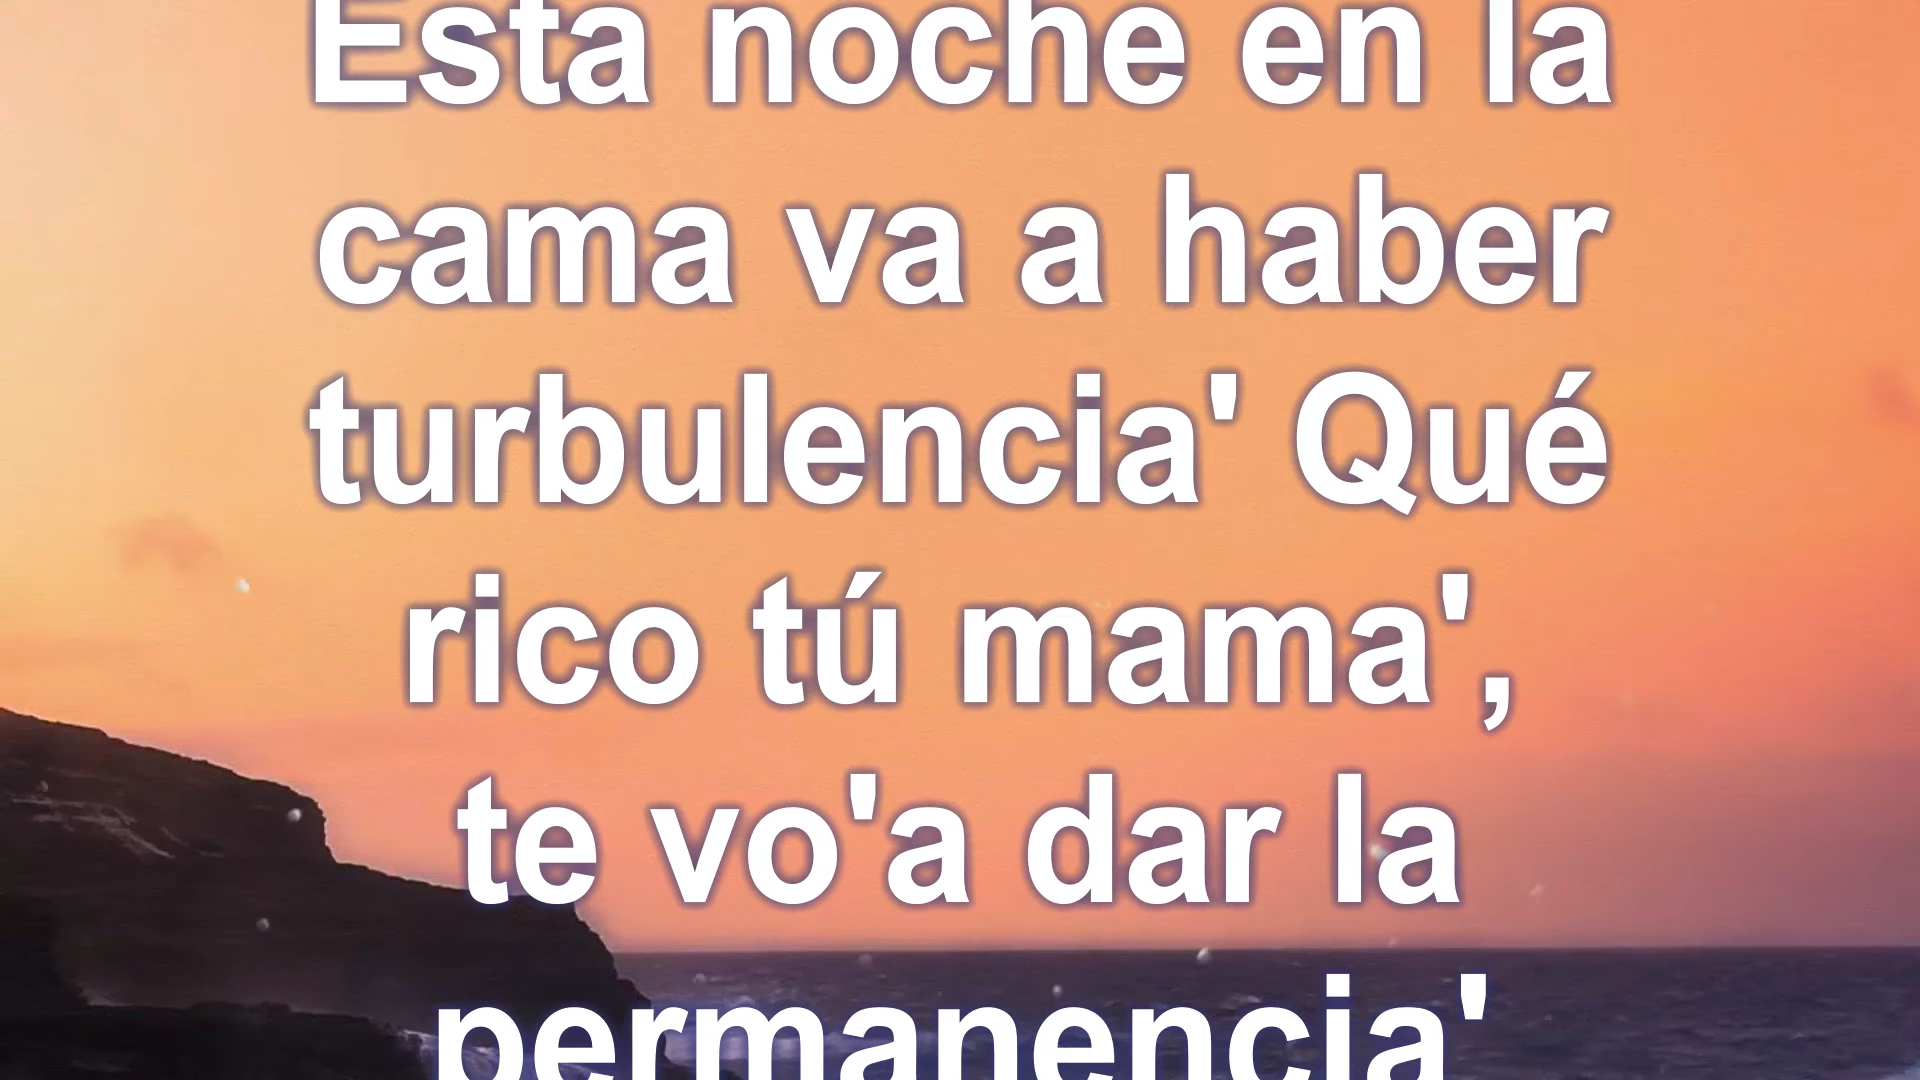 Esta noche en la
cama va a haber
turbulencia' Qué
rico tú mama',
te vo'a dar la
permanencia'